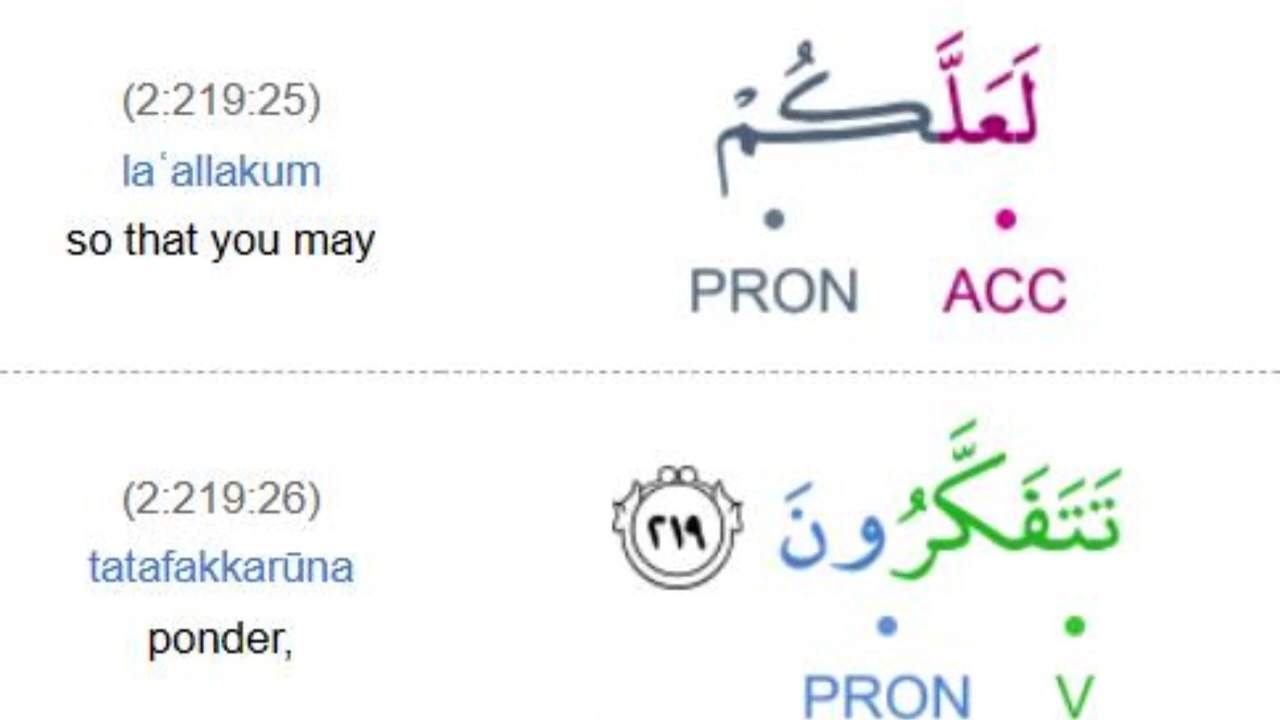 (2:219:25)
laʿallakum
so that you may
لَعَلَّكُمْ
PRON ACC
(2:219:26)
tatafakkarūna
ponder,
تَتَفَكَّرُونَ ٢١٩
PRON V